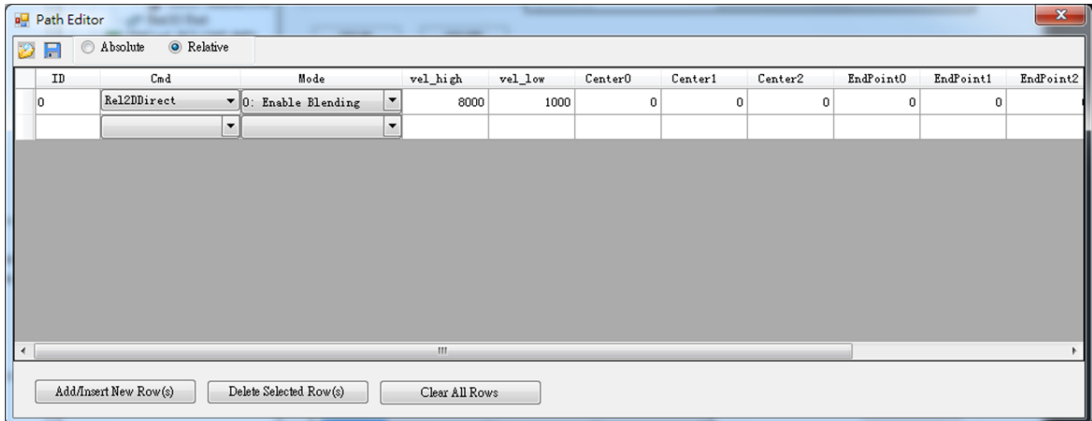 Path Editor
Absolute Relative
ID Cmd Mode vel_high vel_low Center0 Center1 Center2 EndPoint0 EndPoint1 EndPoint2
0 Rel2DDirect 0: Enable Blending 8000 1000 0 0 0 0 0
Add/Insert New Row(s) Delete Selected Row(s) Clear All Rows